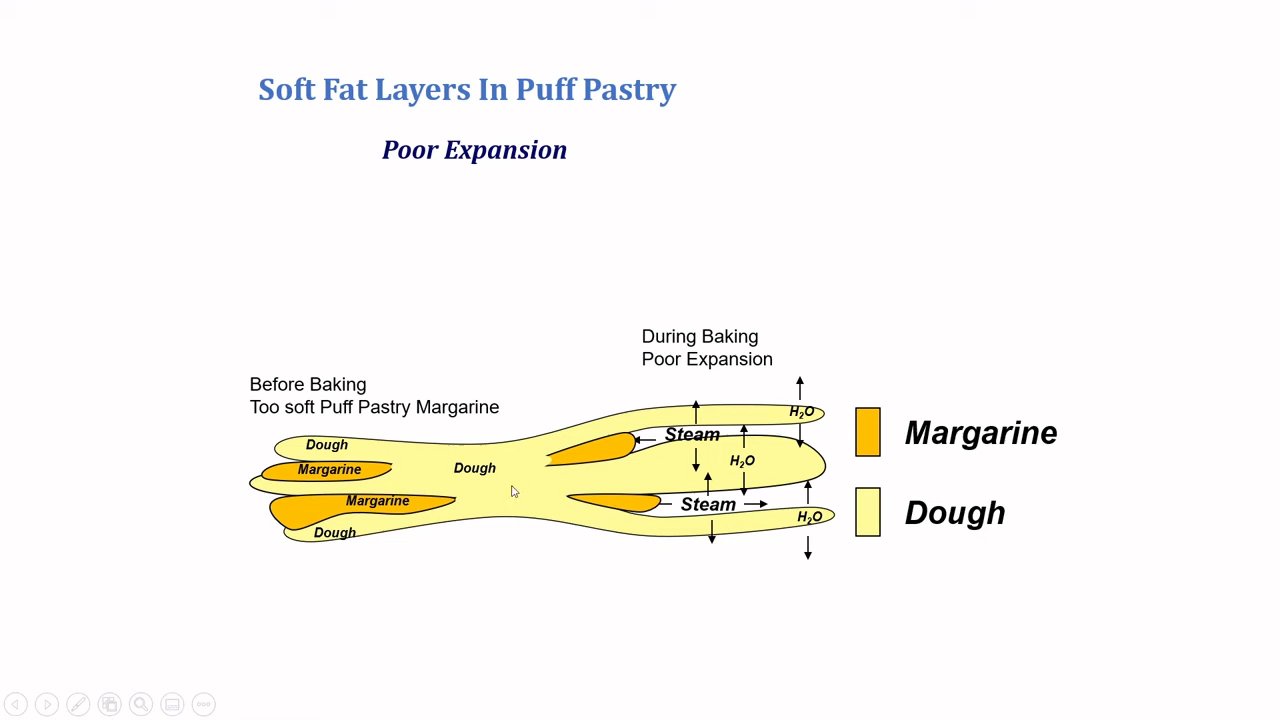 Soft Fat Layers In Puff Pastry
Poor Expansion
During Baking
Poor Expansion
Before Baking
Too soft Puff Pastry Margarine
H2O
Steam
Dough
Margarine
Dough
H2O
Margarine
Steam
Dough
H2O
Margarine
Dough